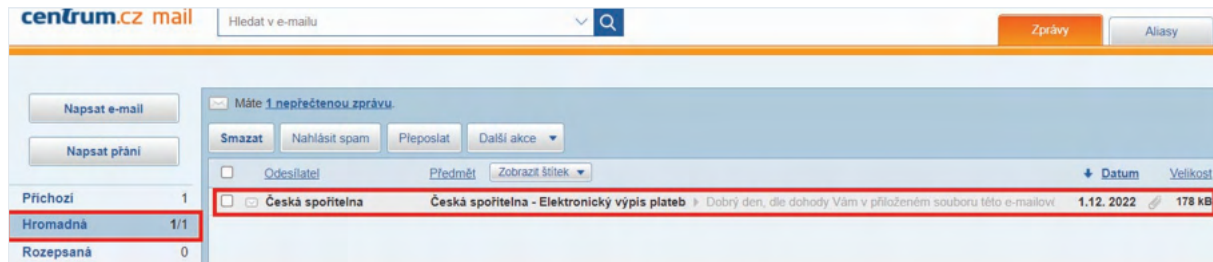 centrum.cz mail
Hledat v e-mailu
Zprávy
Aliasy
Napsat e-mail
Napsat přání
Máte 1 nepřečtenou zprávu.
Smazat Nahlásit spam Přeposlat Další akce
Odesílatel Předmět Zobrazit štítek Datum Velikost
Česká spořitelna Česká spořitelna - Elektronický výpis plateb Dobrý den, dle dohody Vám v přiloženém souboru této e-mailovi 1.12. 2022 178 kB
Příchozí 1
Hromadná 1/1
Rozepsaná 0